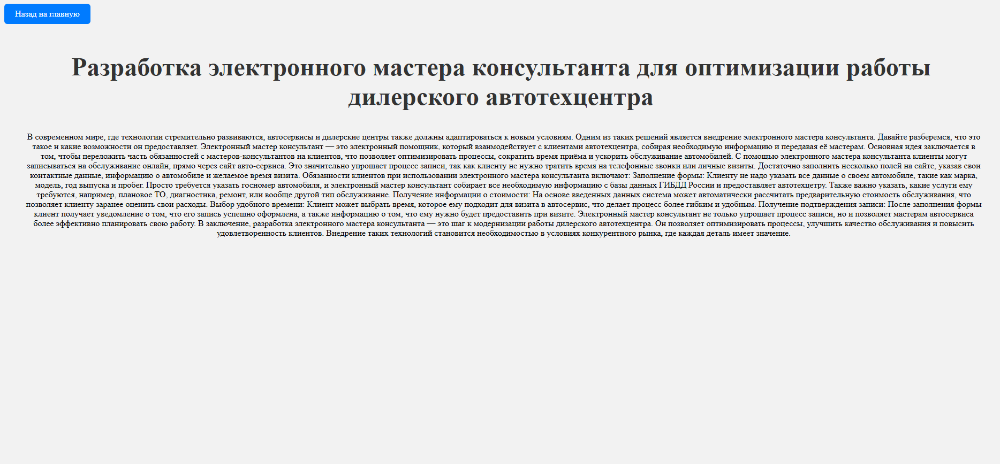 Назад на главную
Разработка электронного мастера консультанта для оптимизации работы
дилерского автотехцентра
В современном мире, где технологии стремительно развиваются, автосервисы и дилерские центры также должны адаптироваться к новым условиям. Одним из таких решений является внедрение электронного мастера консультанта. Давайте разберемся, что это
такое и какие возможности он предоставляет. Электронный мастер консультант — это электронный помощник, который взаимодействует с клиентами автотехцентра, собирая необходимую информацию и передавая её мастерам. Основная идея заключается в
том, чтобы переложить часть обязанностей с мастеров-консультантов на клиентов, что позволяет оптимизировать процессы, сократить время приёма и ускорить обслуживание автомобилей. С помощью электронного мастера консультанта клиенты могут
записываться на обслуживание онлайн, прямо через сайт авто-сервиса. Это значительно упрощает процесс записи, так как клиенту не нужно тратить время на телефонные звонки или личные визиты. Достаточно заполнить несколько полей на сайте, указав свои
контактные данные, информацию о автомобиле и желаемое время визита. Обязанности клиентов при использовании электронного мастера консультанта включают: Заполнение формы: Клиенту не надо указать все данные о своем автомобиле, такие как марка,
модель, год выпуска и пробег. Просто требуется указать госномер автомобиля, и электронный мастер консультант собирает все необходимую информацию с базы данных ГИБДД России и предоставляет автотехцетру. Также важно указать, какие услуги ему
требуются, например, плановое ТО, диагностика, ремонт, или вообще другой тип обслуживание. Получение информации о стоимости: На основе введенных данных система может автоматически рассчитать предварительную стоимость обслуживания, что
позволяет клиенту заранее оценить свои расходы. Выбор удобного времени: Клиент может выбрать время, которое ему подходит для визита в автосервис, что делает процесс более гибким и удобным. Получение подтверждения записи: После заполнения формы
клиент получает уведомление о том, что его запись успешно оформлена, а также информацию о том, что ему нужно будет предоставить при визите. Электронный мастер консультант не только упрощает процесс записи, но и позволяет мастерам автосервиса
более эффективно планировать свою работу. В заключение, разработка электронного мастера консультанта — это шаг к модернизации работы дилерского автотехцентра. Он позволяет оптимизировать процессы, улучшить качество обслуживания и повысить
удовлетворенность клиентов. Внедрение таких технологий становится необходимостью в условиях конкурентного рынка, где каждая деталь имеет значение.